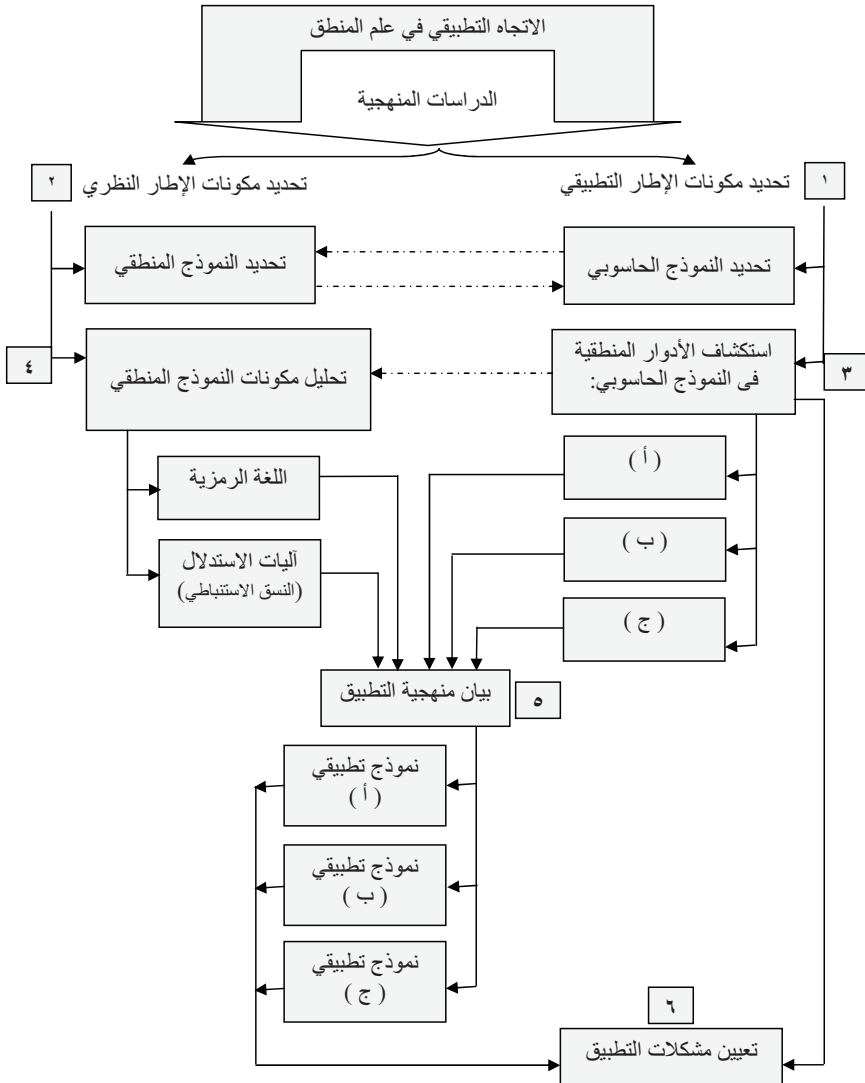 الاتجاه التطبيقي في علم المنطق
الدراسات المنهجية
١
تحديد مكونات الإطار التطبيقي
تحديد مكونات الإطار النظري
٢
تحديد النموذج الحاسوبي
تحديد النموذج المنطقي
٣
استكشاف الأدوار المنطقية
فى النموذج الحاسوبي:
تحليل مكونات النموذج المنطقي
٤
( أ )
( ب )
( ج )
اللغة الرمزية
آليات الاستدلال
(النسق الاستنباطي)
٥
بيان منهجية التطبيق
نموذج تطبيقي
( أ )
نموذج تطبيقي
( ب )
نموذج تطبيقي
( ج )
٦
تعيين مشكلات التطبيق